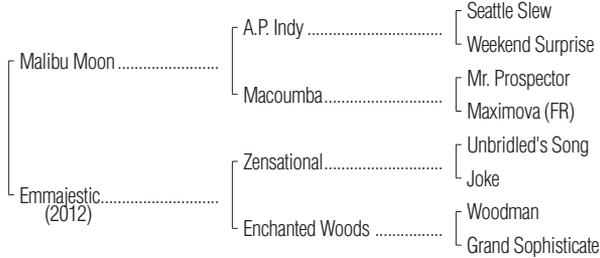 Seattle Slew
A.P. Indy ..............................
Weekend Surprise
Malibu Moon .......................
Mr. Prospector
Macoumba..........................
Maximova (FR)
Unbridled's Song
Zensational..........................
Joke
Emmajestic..........................
(2012)
Woodman
Enchanted Woods ...............
Grand Sophisticate